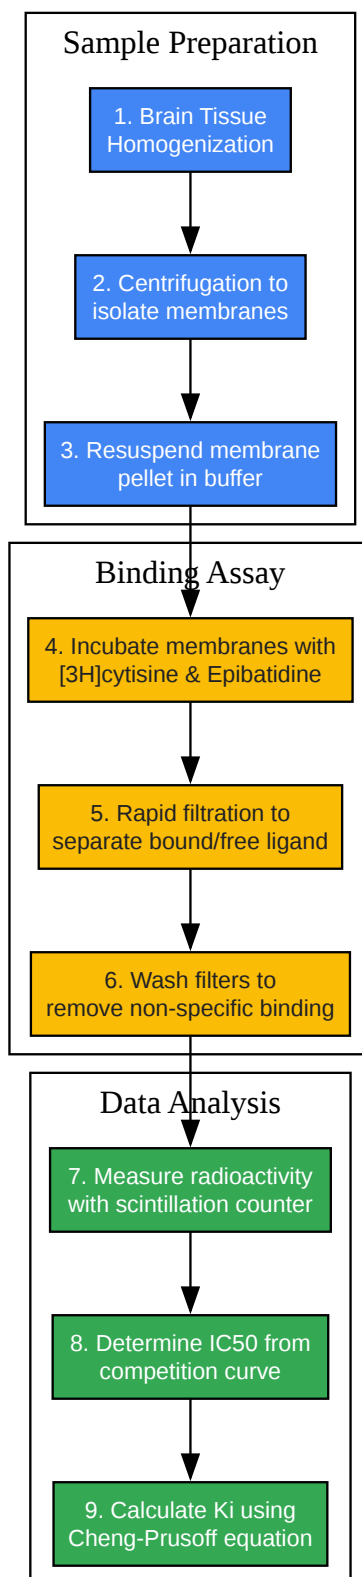 Sample Preparation
1. Brain Tissue
Homogenization
2. Centrifugation to
isolate membranes
3. Resuspend membrane
pellet in buffer
Binding Assay
4. Incubate membranes with
[3H]cytisine & Epibatidine
5. Rapid filtration to
separate bound/free ligand
6. Wash filters to
remove non-specific binding
Data Analysis
7. Measure radioactivity
with scintillation counter
8. Determine IC50 from
competition curve
9. Calculate Ki using
Cheng-Prusoff equation